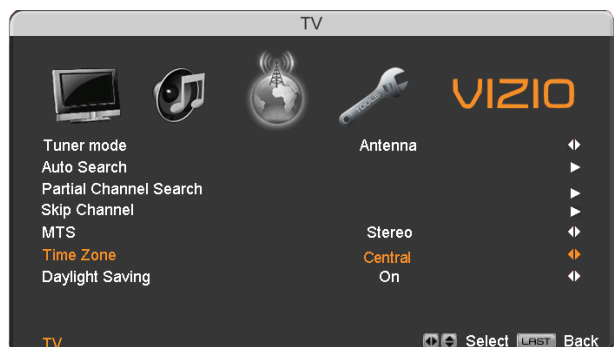 TV
TOOLS
VIZIO
Tuner mode Antenna
Auto Search
Partial Channel Search
Skip Channel
MTS Stereo
Time Zone Central
Daylight Saving On
TV Select LAST Back